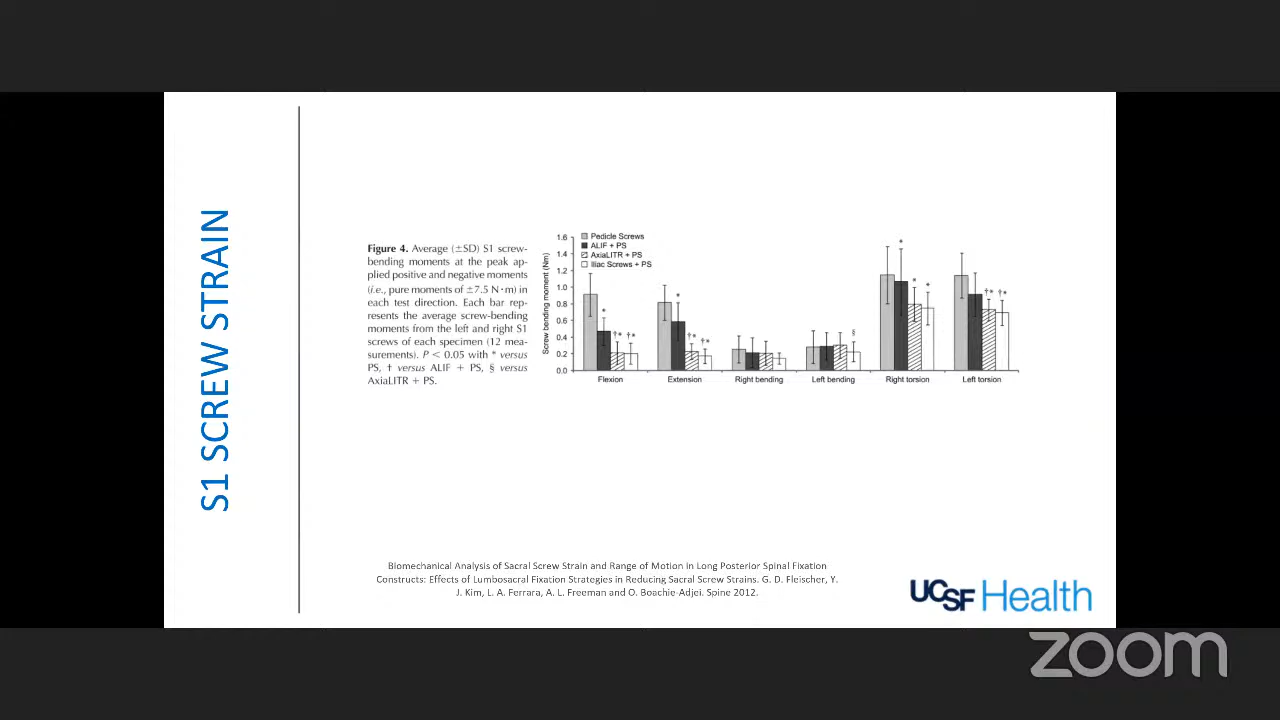 S1 SCREW STRAIN
Figure 4. Average (±SD) S1 screw-
bending moments at the peak ap-
plied positive and negative moments
(i.e., pure moments of ±7.5 N·m) in
each test direction. Each bar rep-
resents the average screw-bending
moments from the left and right S1
screws of each specimen (12 mea-
surements). P < 0.05 with * versus
PS, † versus ALIF + PS, § versus
AxiaLITR + PS.
Screw bending moment (Nm)
1.6
1.4
1.2
1.0
0.8
0.6
0.4
0.2
0.0
Pedicle Screws
ALIF + PS
AxiaLITR + PS
Iliac Screws + PS
*
†*
†*
*
†*
†*
§
*
*
*
†*
†*
Flexion
Extension
Right bending
Left bending
Right torsion
Left torsion
Biomechanical Analysis of Sacral Screw Strain and Range of Motion in Long Posterior Spinal Fixation
Constructs: Effects of Lumbosacral Fixation Strategies in Reducing Sacral Screw Strains. G. D. Fleischer, Y.
J. Kim, L. A. Ferrara, A. L. Freeman and O. Boachie-Adjei. Spine 2012.
UCSF Health
zoom